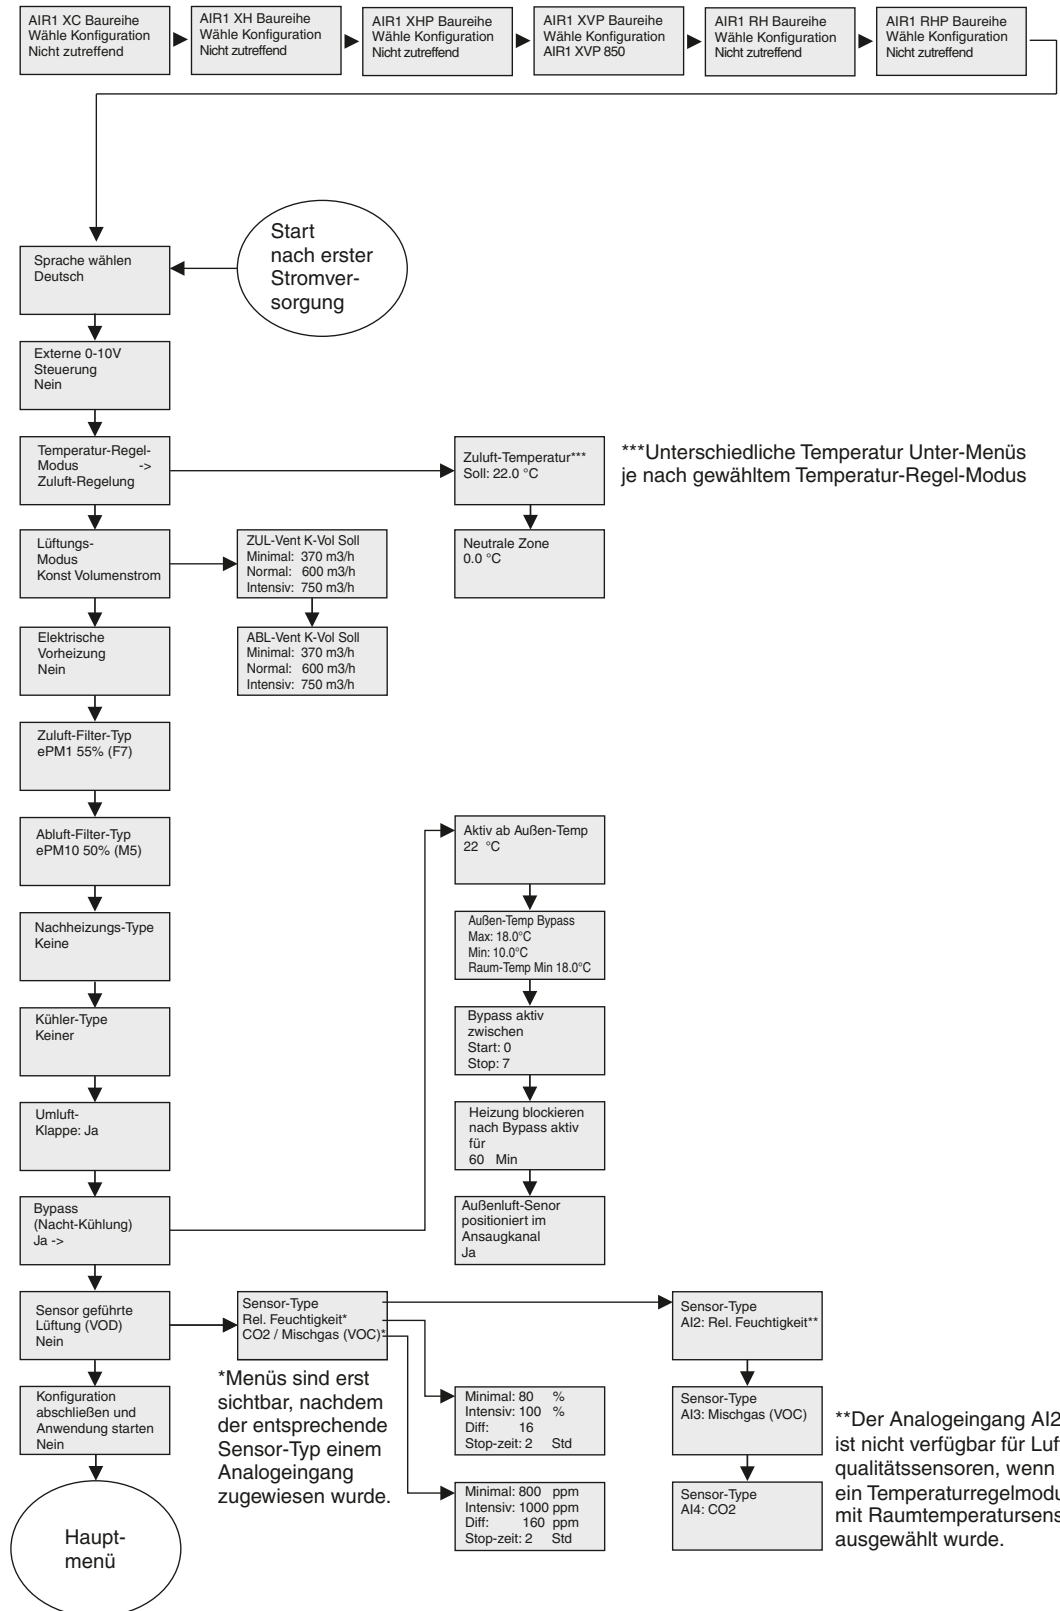 AIR1 XC Baureihe
Wähle Konfiguration
Nicht zutreffend
AIR1 XH Baureihe
Wähle Konfiguration
Nicht zutreffend
AIR1 XHP Baureihe
Wähle Konfiguration
Nicht zutreffend
AIR1 XVP Baureihe
Wähle Konfiguration
AIR1 XVP 850
AIR1 RH Baureihe
Wähle Konfiguration
Nicht zutreffend
AIR1 RHP Baureihe
Wähle Konfiguration
Nicht zutreffend
Start
nach erster
Stromver-
sorgung
Sprache wählen
Deutsch
Externe 0-10V
Steuerung
Nein
Temperatur-Regel-
Modus ->
Zuluft-Regelung
Zuluft-Temperatur***
Soll: 22.0 °C
***Unterschiedliche Temperatur Unter-Menüs
je nach gewähltem Temperatur-Regel-Modus
Neutrale Zone
0.0 °C
Lüftungs-
Modus
Konst Volumenstrom
ZUL-Vent K-Vol Soll
Minimal: 370 m3/h
Normal: 600 m3/h
Intensiv: 750 m3/h
ABL-Vent K-Vol Soll
Minimal: 370 m3/h
Normal: 600 m3/h
Intensiv: 750 m3/h
Elektrische
Vorheizung
Nein
Zuluft-Filter-Typ
ePM1 55% (F7)
Abluft-Filter-Typ
ePM10 50% (M5)
Nachheizungs-Type
Keine
Kühler-Type
Keiner
Umluft-
Klappe: Ja
Bypass
(Nacht-Kühlung)
Ja ->
Aktiv ab Außen-Temp
22 °C
Außen-Temp Bypass
Max: 18.0°C
Min: 10.0°C
Raum-Temp Min 18.0°C
Bypass aktiv
zwischen
Start: 0
Stop: 7
Heizung blockieren
nach Bypass aktiv
für
60 Min
Außenluft-Senor
positioniert im
Ansaugkanal
Ja
Sensor geführte
Lüftung (VOD)
Nein
Sensor-Type
Rel. Feuchtigkeit*
CO2 / Mischgas (VOC)*
*Menüs sind erst
sichtbar, nachdem
der entsprechende
Sensor-Typ einem
Analogeingang
zugewiesen wurde.
Minimal: 80 %
Intensiv: 100 %
Diff: 16
Stop-zeit: 2 Std
Minimal: 800 ppm
Intensiv: 1000 ppm
Diff: 160 ppm
Stop-zeit: 2 Std
Sensor-Type
AI2: Rel. Feuchtigkeit**
Sensor-Type
AI3: Mischgas (VOC)
Sensor-Type
AI4: CO2
**Der Analogeingang AI2
ist nicht verfügbar für Luf
qualitätssensoren, wenn
ein Temperaturregelmodu
mit Raumtemperatursens
ausgewählt wurde.
Konfiguration
abschließen und
Anwendung starten
Nein
Haupt-
menü